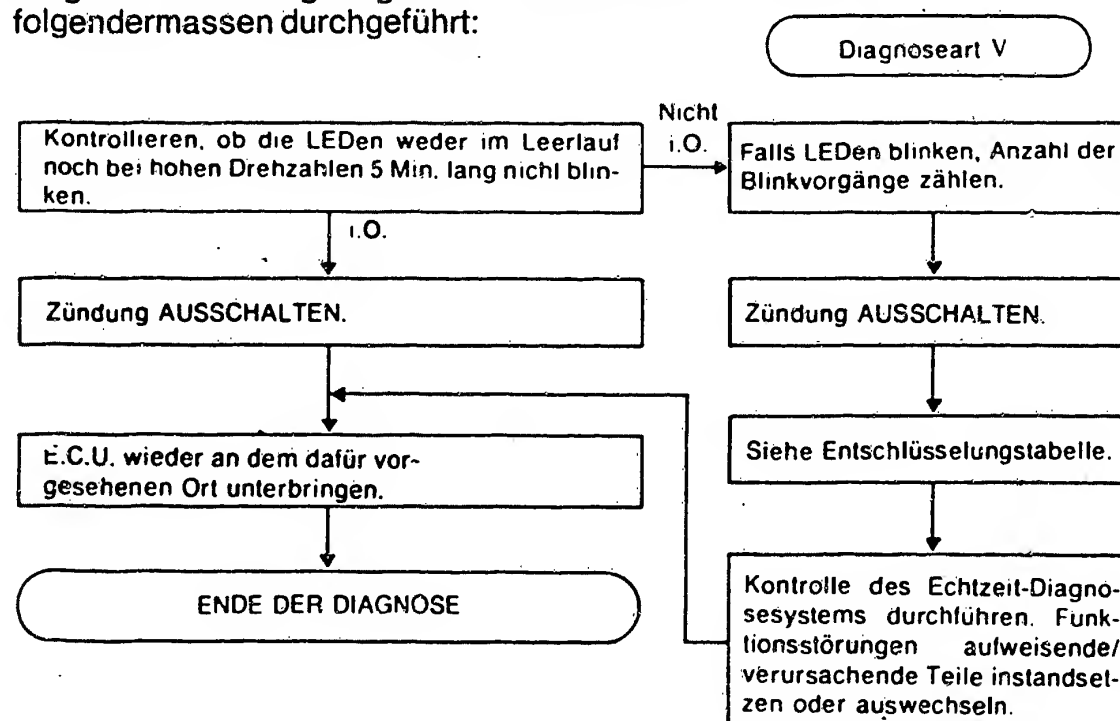 folgendermassen durchgeführt:
Diagnoseart V
Kontrollieren, ob die LEDen weder im Leerlauf
noch bei hohen Drehzahlen 5 Min. lang nicht blin-
ken.
Nicht
i.O.
Falls LEDen blinken, Anzahl der
Blinkvorgänge zählen.
i.O.
Zündung AUSSCHALTEN.
Zündung AUSSCHALTEN.
E.C.U. wieder an dem dafür vor-
gesehenen Ort unterbringen.
Siehe Entschlüsselungstabelle.
ENDE DER DIAGNOSE
Kontrolle des Echtzeit-Diagno-
sesystems durchführen. Funk-
tionsstörungen aufweisende/
verursachende Teile instandset-
zen oder auswechseln.